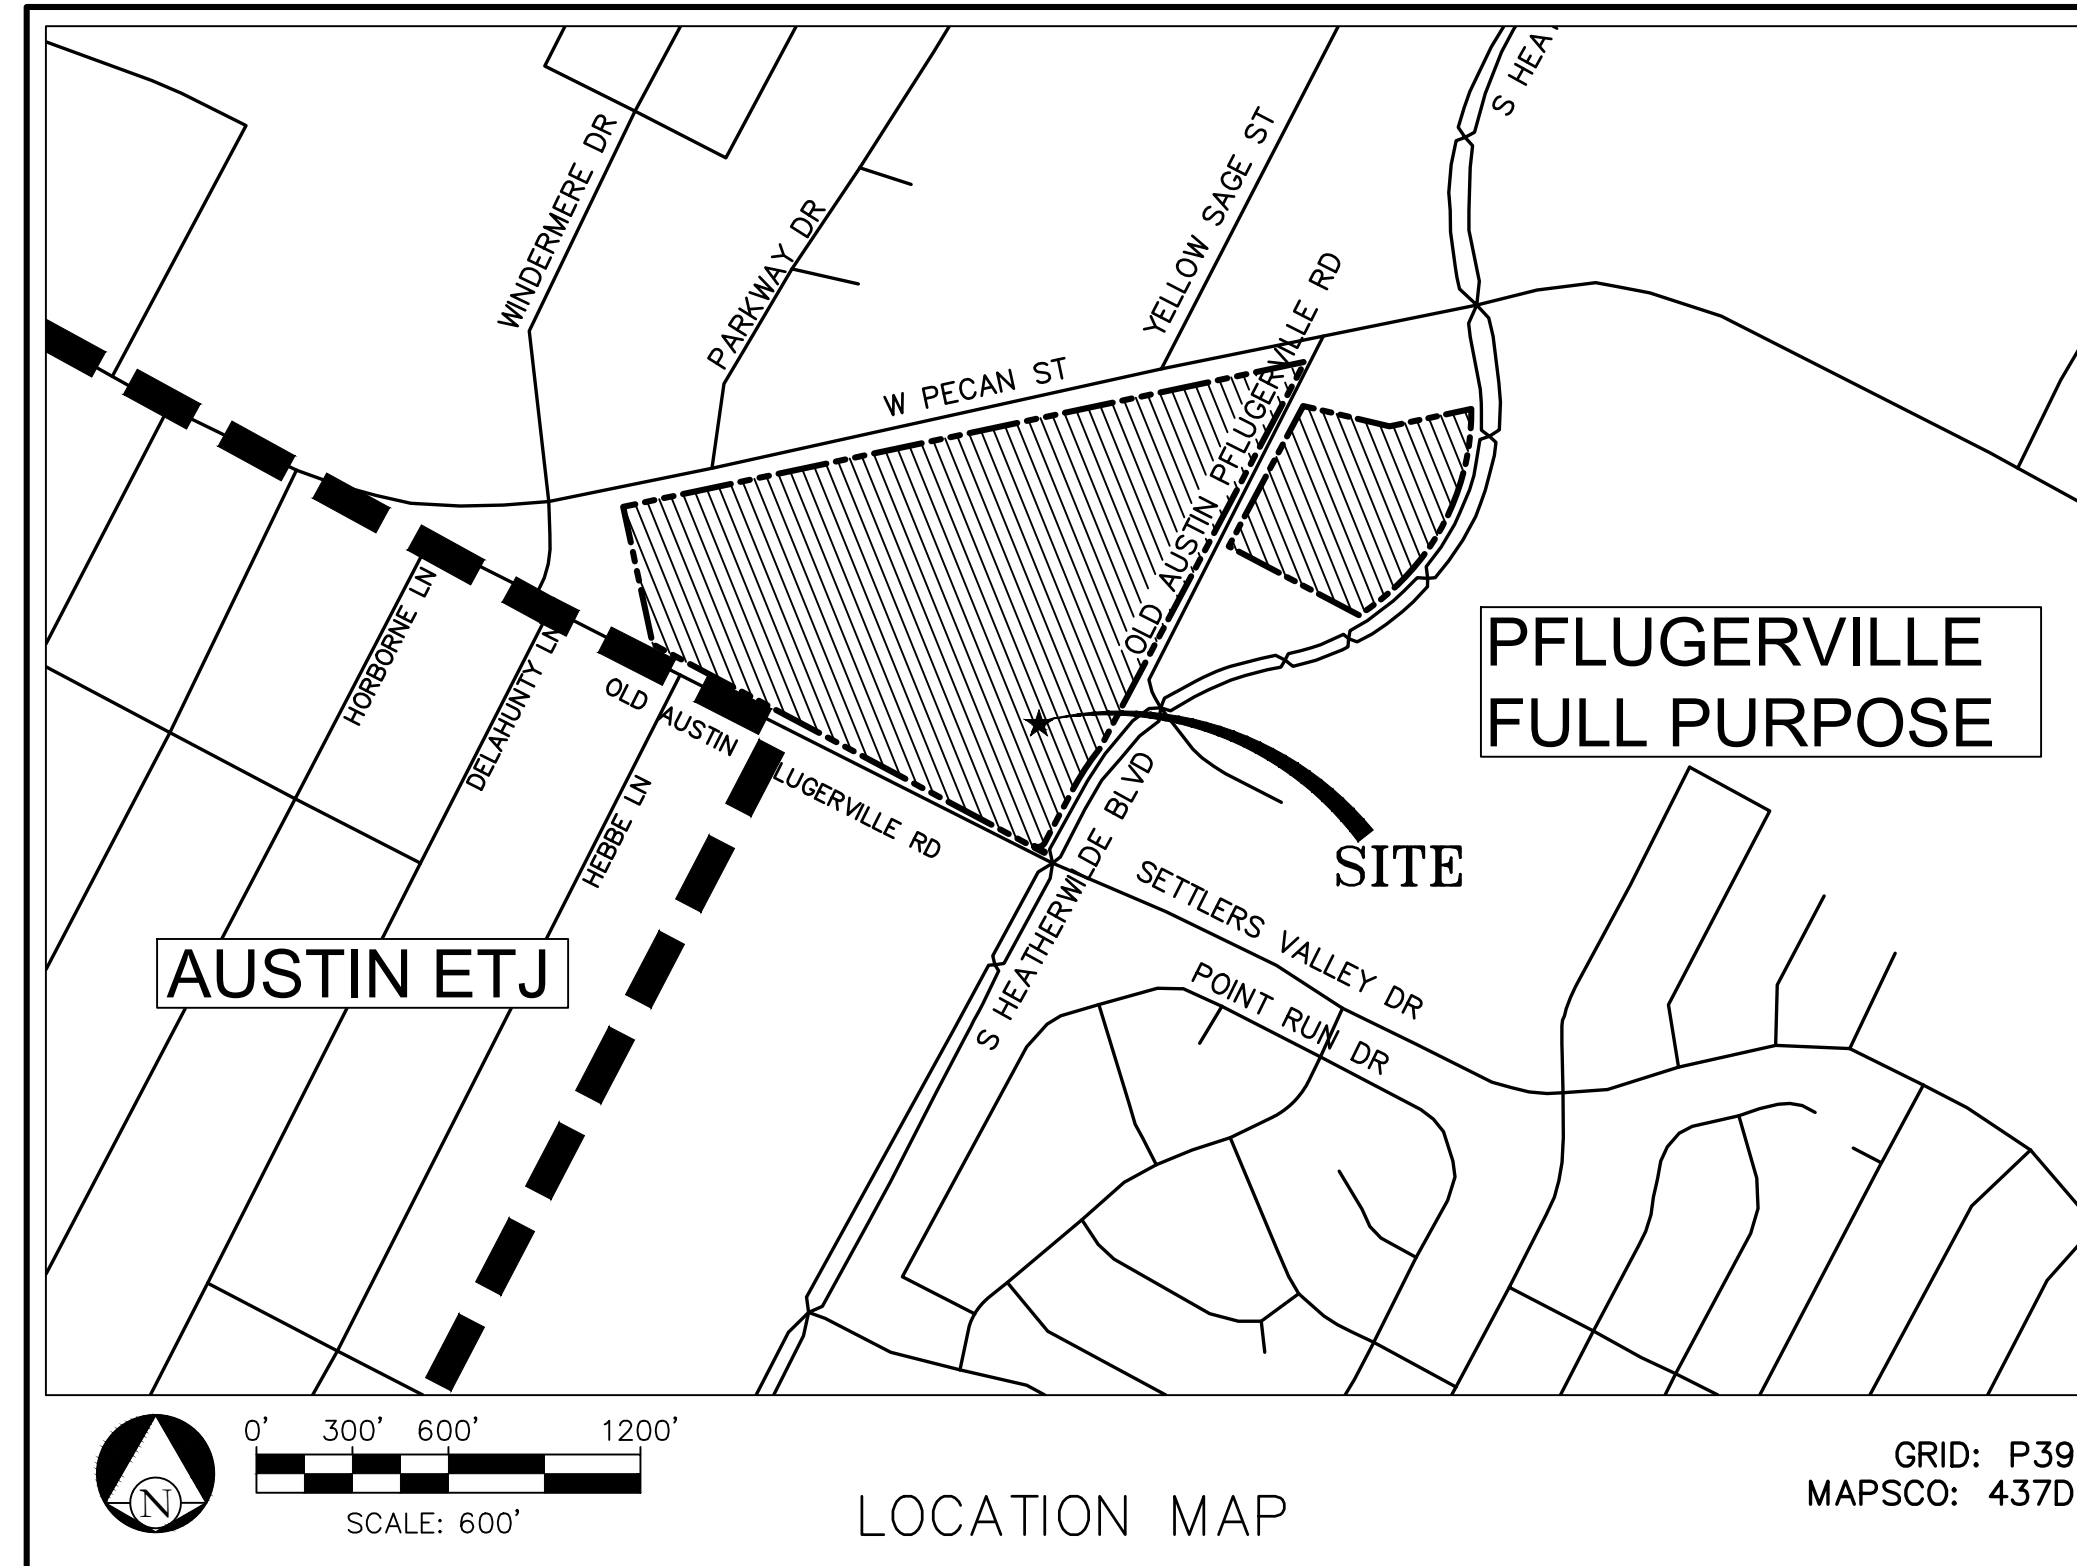 S HEA
WINDERMERE DR
PARKWAY DR
YELLOW SAGE ST
OLD AUSTIN PFLUGERVILLE RD
W PECAN ST
HORBORNE LN
DELAHUNTY LN
HEBBE LN
OLD AUSTIN LUGERVILLE RD
PFLUGERVILLE
FULL PURPOSE
S HEATHERWILDE BLVD
SITE
SETTLERS VALLEY DR
POINT RUN DR
AUSTIN ETJ
N
0' 300' 600' 1200'
SCALE: 600'
LOCATION MAP
GRID: P39
MAPSCO: 437D